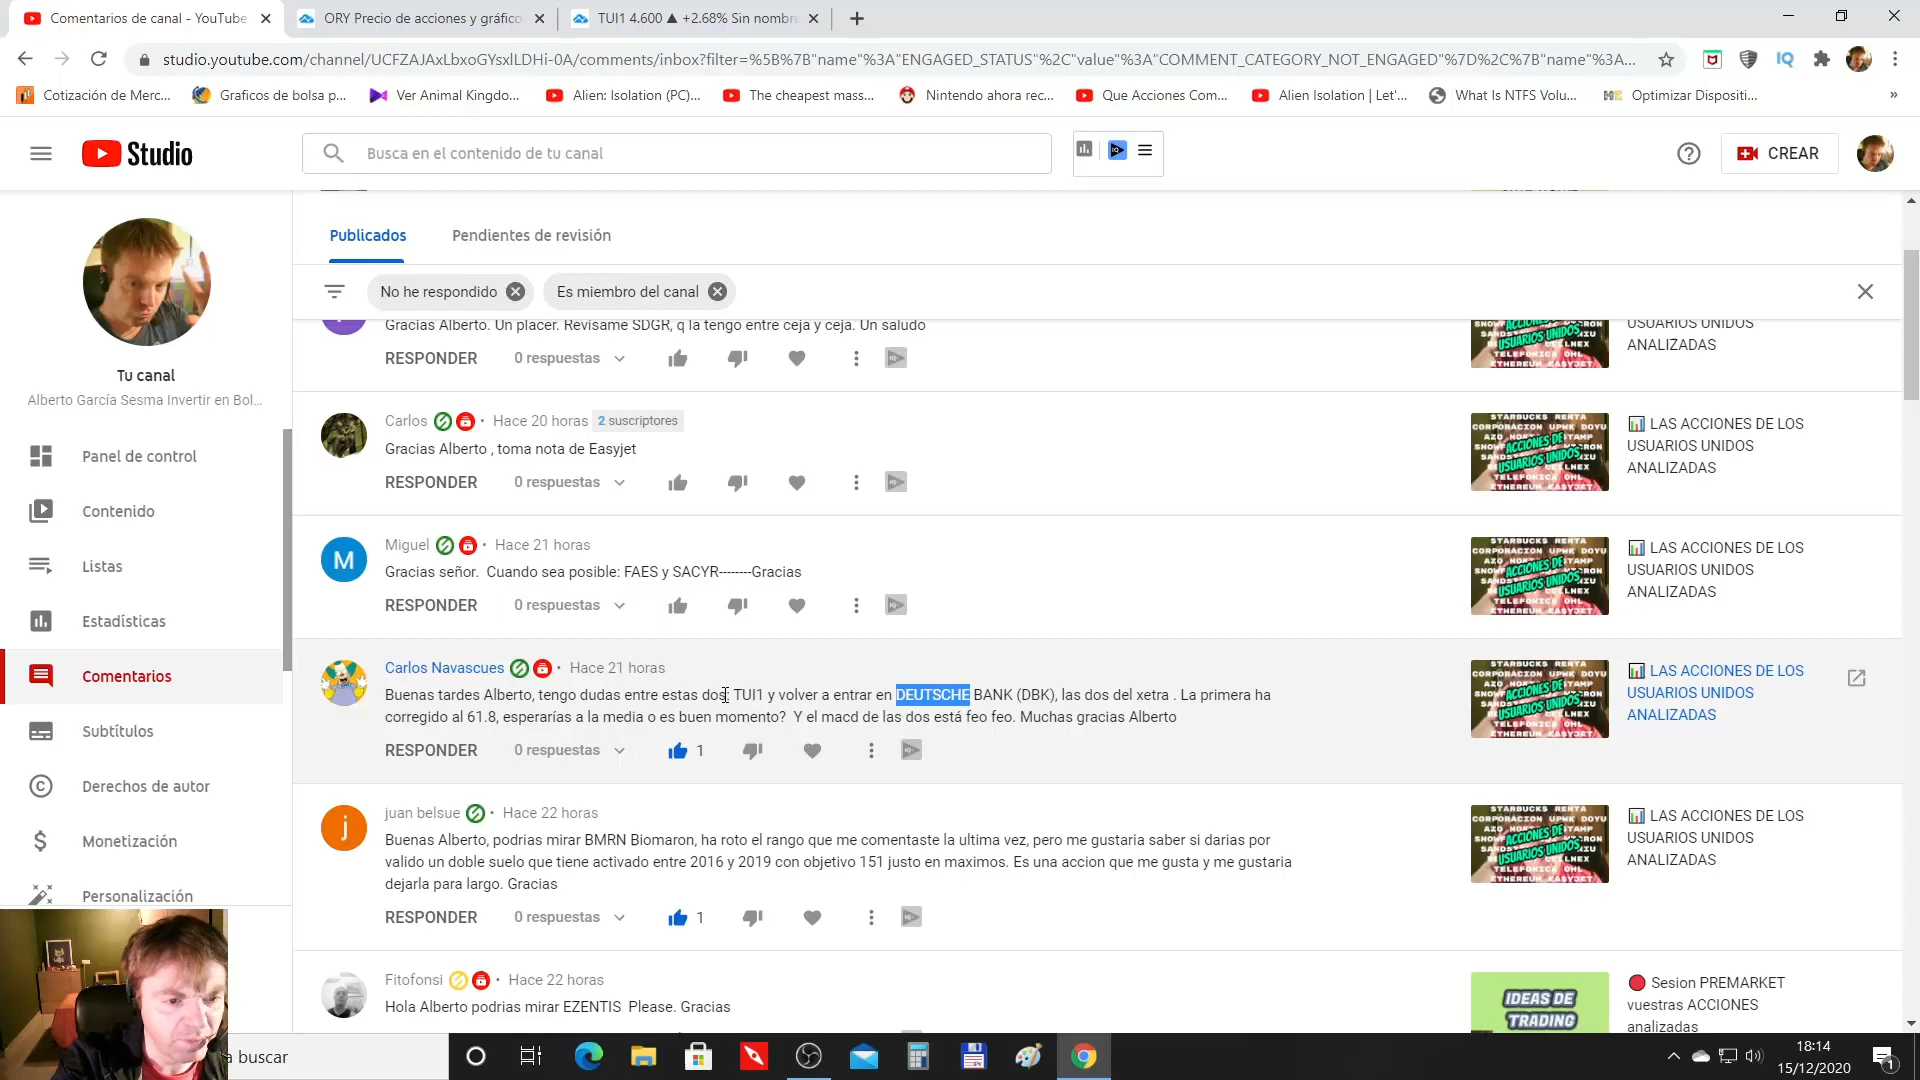 Comentarios de canal - YouTube
ORY Precio de acciones y gráfico
TUI1 4.600 ▲ +2.68% Sin nombre
studio.youtube.com/channel/UCFZAJAxLbxoGYsxlLDHi-0A/comments/inbox?filter=%5B%7B"name"%3A"ENGAGED_STATUS"%2C"value"%3A"COMMENT_CATEGORY_NOT_ENGAGED"%7D%2C%7B"name"%3A...
Cotización de Merc...
Graficos de bolsa p...
Ver Animal Kingdo...
Alien: Isolation (PC)...
The cheapest mass...
Nintendo ahora rec...
Que Acciones Com...
Alien Isolation | Let'...
What Is NTFS Volu...
Optimizar Dispositi...
»
Studio
Busca en el contenido de tu canal
CREAR
Publicados
Pendientes de revisión
No he respondido
Es miembro del canal
Tu canal
Alberto García Sesma Invertir en Bol...
Panel de control
Contenido
Listas
Estadísticas
Comentarios
Subtítulos
Derechos de autor
Monetización
Personalización
Gracias Alberto. Un placer. Revisame SDGR, q la tengo entre ceja y ceja. Un saludo
RESPONDER 0 respuestas
USUARIOS UNIDOS
ANALIZADAS
Carlos • Hace 20 horas 2 suscriptores
Gracias Alberto , toma nota de Easyjet
RESPONDER 0 respuestas
ACCIONES DE LOS
USUARIOS UNIDOS
LAS ACCIONES DE LOS
USUARIOS UNIDOS
ANALIZADAS
M
Miguel • Hace 21 horas
Gracias señor. Cuando sea posible: FAES y SACYR--------Gracias
RESPONDER 0 respuestas
LAS ACCIONES DE LOS
USUARIOS UNIDOS
ANALIZADAS
Carlos Navascues • Hace 21 horas
Buenas tardes Alberto, tengo dudas entre estas dos TUI1 y volver a entrar en DEUTSCHE BANK (DBK), las dos del xetra . La primera ha
corregido al 61.8, esperarías a la media o es buen momento? Y el macd de las dos está feo feo. Muchas gracias Alberto
RESPONDER 0 respuestas 1
LAS ACCIONES DE LOS
USUARIOS UNIDOS
ANALIZADAS
j
juan belsue • Hace 22 horas
Buenas Alberto, podrias mirar BMRN Biomaron, ha roto el rango que me comentaste la ultima vez, pero me gustaria saber si darias por
valido un doble suelo que tiene activado entre 2016 y 2019 con objetivo 151 justo en maximos. Es una accion que me gusta y me gustaria
dejarla para largo. Gracias
RESPONDER 0 respuestas 1
LAS ACCIONES DE LOS
USUARIOS UNIDOS
ANALIZADAS
Fitofonsi • Hace 22 horas
Hola Alberto podrias mirar EZENTIS Please. Gracias
IDEAS DE
TRADING
Sesion PREMARKET
vuestras ACCIONES
analizadas
a buscar
18:14
15/12/2020
1